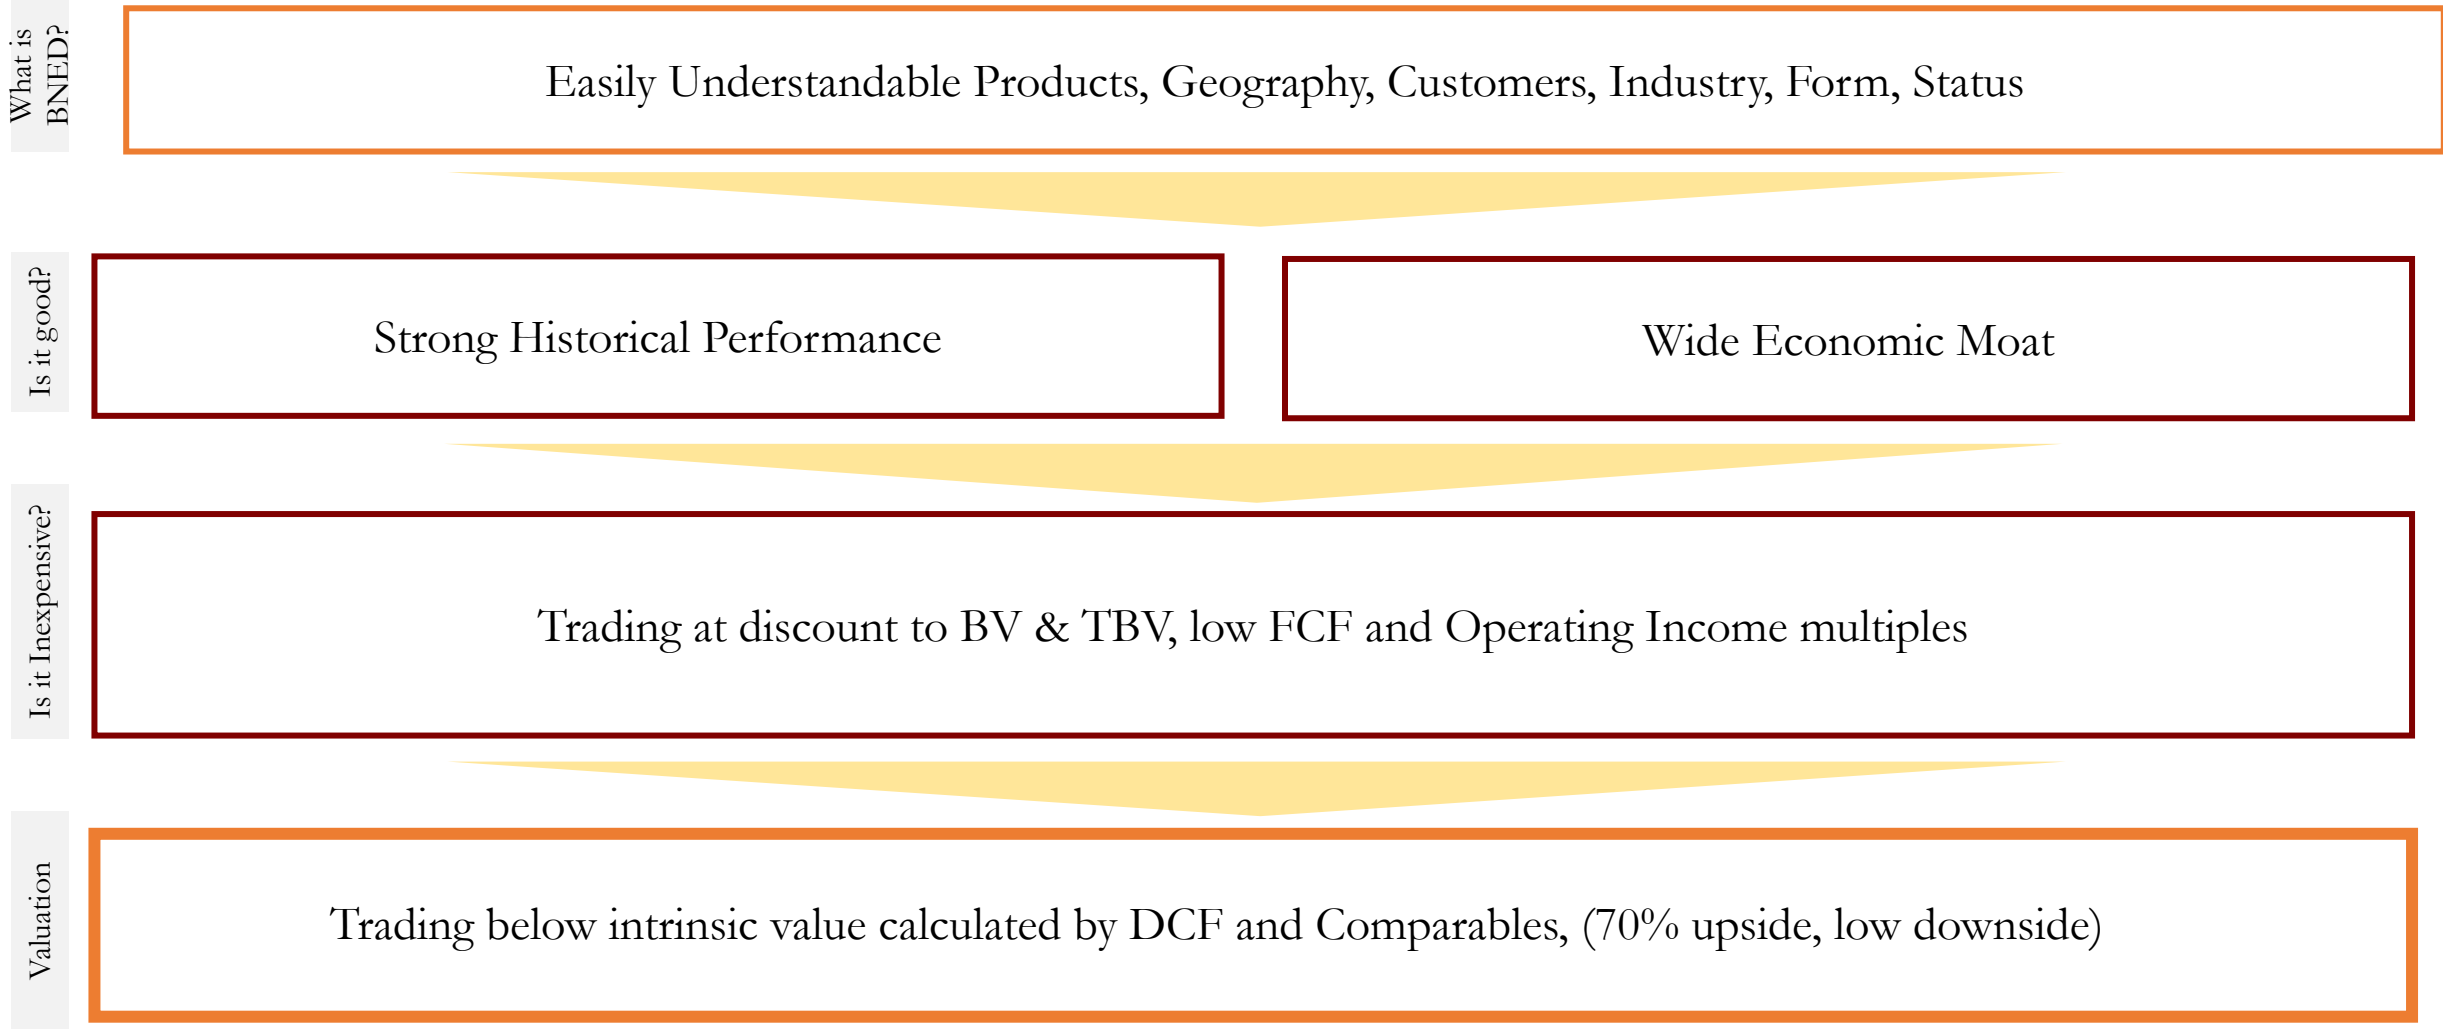 What is
BNED?
Easily Understandable Products, Geography, Customers, Industry, Form, Status
Is it good?
Strong Historical Performance
Wide Economic Moat
Is it Inexpensive?
Trading at discount to BV & TBV, low FCF and Operating Income multiples
Valuation
Trading below intrinsic value calculated by DCF and Comparables, (70% upside, low downside)